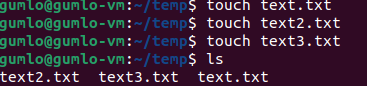 gumlo@gumlo-vm:~/temp$ touch text.txt
gumlo@gumlo-vm:~/temp$ touch text2.txt
gumlo@gumlo-vm:~/temp$ touch text3.txt
gumlo@gumlo-vm:~/temp$ ls
text2.txt  text3.txt  text.txt